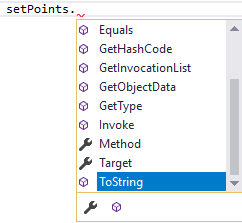 setPoints.
Equals
GetHashCode
GetInvocationList
GetObjectData
GetType
Invoke
Method
Target
ToString